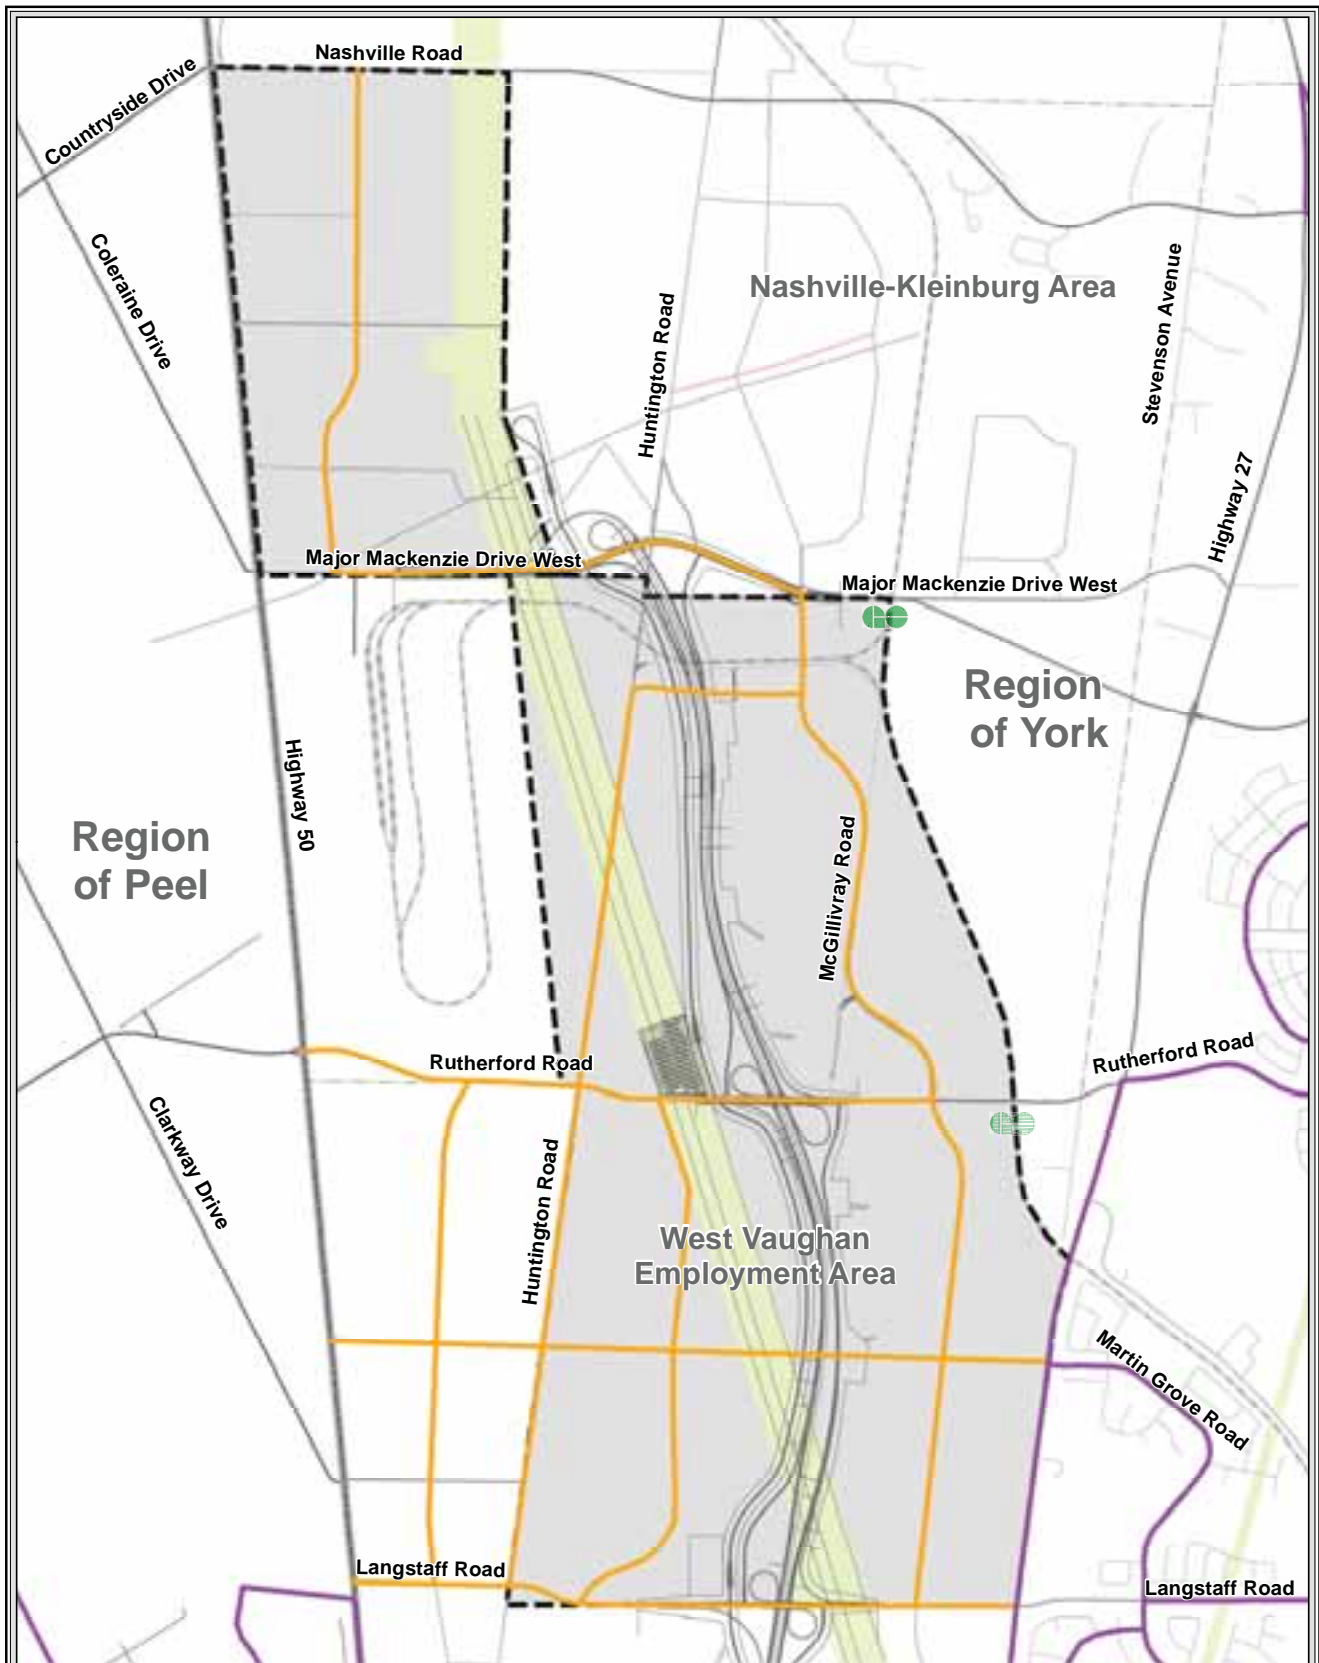 Nashville Road
Countryside Drive
Coleraine Drive
Nashville-Kleinburg Area
Stevenson Avenue
Huntington Road
Highway 27
Major Mackenzie Drive West
Major Mackenzie Drive West
Region
of York
Highway 50
Region
of Peel
McGillivray Road
Rutherford Road
Rutherford Road
Clarkway Drive
Huntington Road
West Vaughan
Employment Area
Martin Grove Road
Langstaff Road
Langstaff Road